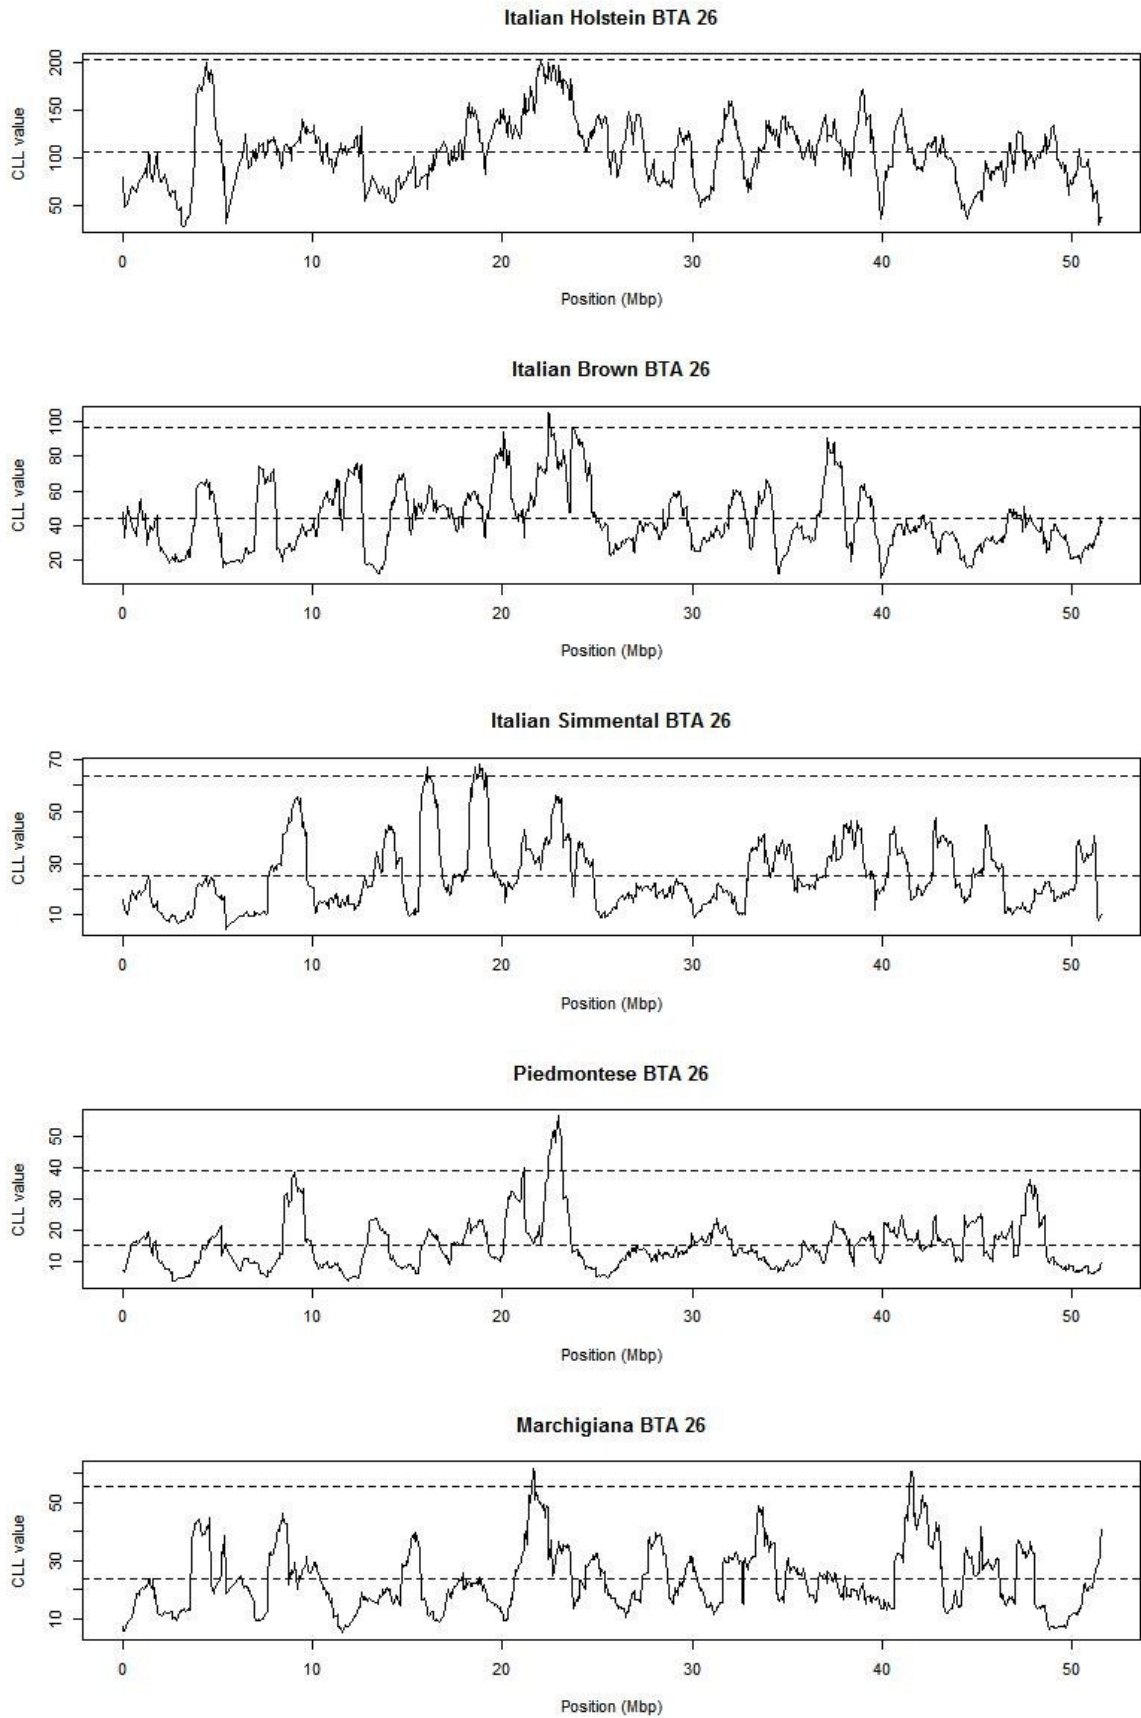 Italian Holstein BTA 26
CLL value
50 100 150 200
0 10 20 30 40 50
Position (Mbp)
Italian Brown BTA 26
CLL value
20 40 60 80 100
0 10 20 30 40 50
Position (Mbp)
Italian Simmental BTA 26
CLL value
10 30 50 70
0 10 20 30 40 50
Position (Mbp)
Piedmontese BTA 26
CLL value
10 20 30 40 50
0 10 20 30 40 50
Position (Mbp)
Marchigiana BTA 26
CLL value
10 30 50
0 10 20 30 40 50
Position (Mbp)